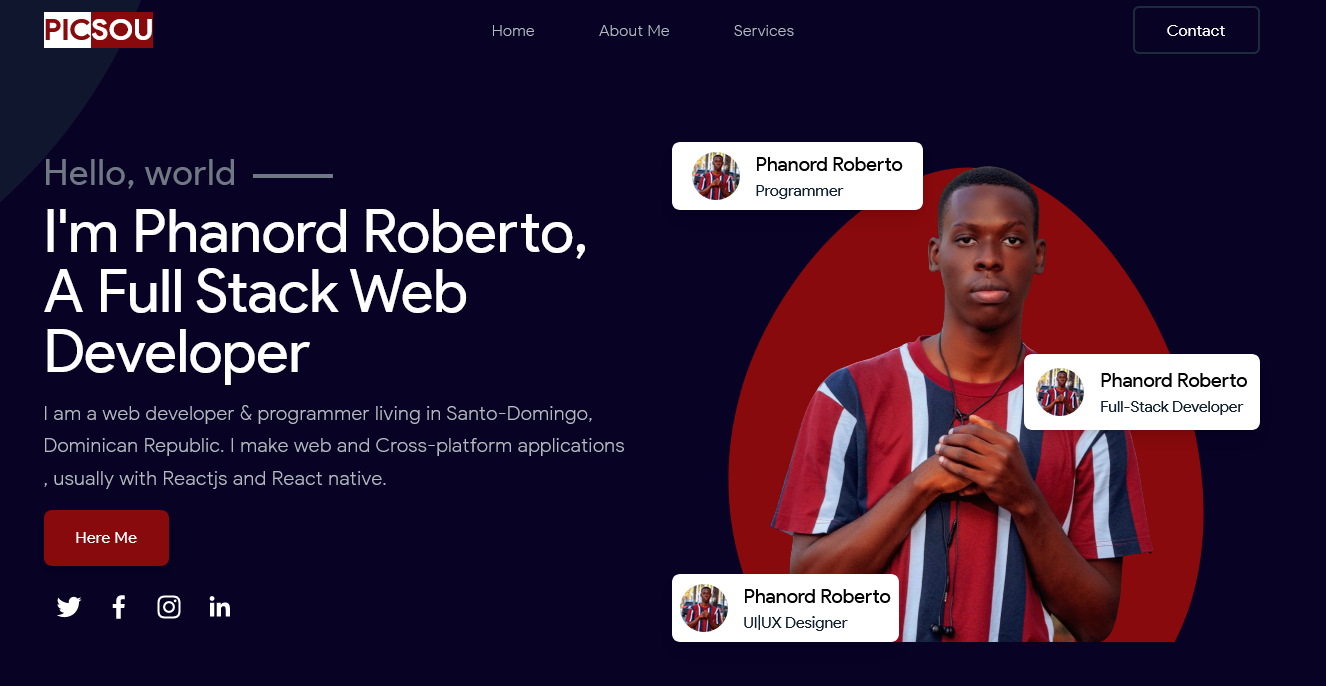 PICSOU
Home
About Me
Services
Contact
Hello, world
I'm Phanord Roberto,
A Full Stack Web
Developer
I am a web developer & programmer living in Santo-Domingo,
Dominican Republic. I make web and Cross-platform applications
, usually with Reactjs and React native.
Here Me
Phanord Roberto
Programmer
Phanord Roberto
Full-Stack Developer
Phanord Roberto
UI|UX Designer